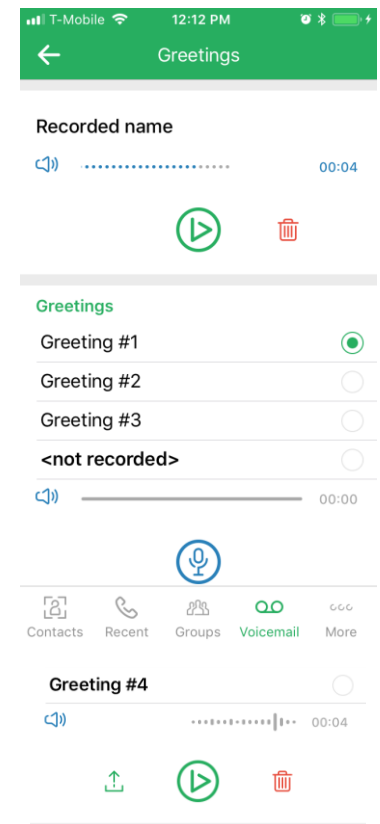 T-Mobile 12:12 PM
Greetings
Recorded name
00:04
Greetings
Greeting #1
Greeting #2
Greeting #3
<not recorded>
00:00
Contacts Recent Groups Voicemail More
Greeting #4
00:04